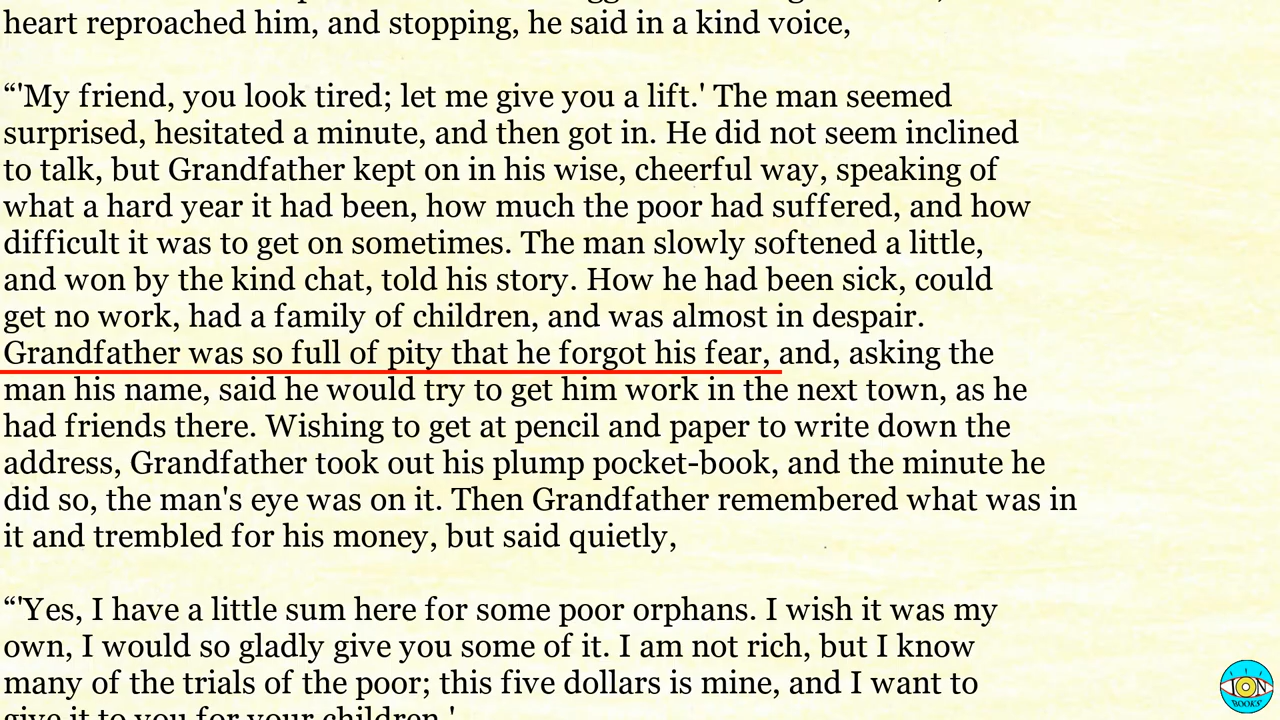 heart reproached him, and stopping, he said in a kind voice,
“'My friend, you look tired; let me give you a lift.' The man seemed
surprised, hesitated a minute, and then got in. He did not seem inclined
to talk, but Grandfather kept on in his wise, cheerful way, speaking of
what a hard year it had been, how much the poor had suffered, and how
difficult it was to get on sometimes. The man slowly softened a little,
and won by the kind chat, told his story. How he had been sick, could
get no work, had a family of children, and was almost in despair.
Grandfather was so full of pity that he forgot his fear, and, asking the
man his name, said he would try to get him work in the next town, as he
had friends there. Wishing to get at pencil and paper to write down the
address, Grandfather took out his plump pocket-book, and the minute he
did so, the man's eye was on it. Then Grandfather remembered what was in
it and trembled for his money, but said quietly,
“'Yes, I have a little sum here for some poor orphans. I wish it was my
own, I would so gladly give you some of it. I am not rich, but I know
many of the trials of the poor; this five dollars is mine, and I want to
give it to you for your children.'
ION
BOOKS